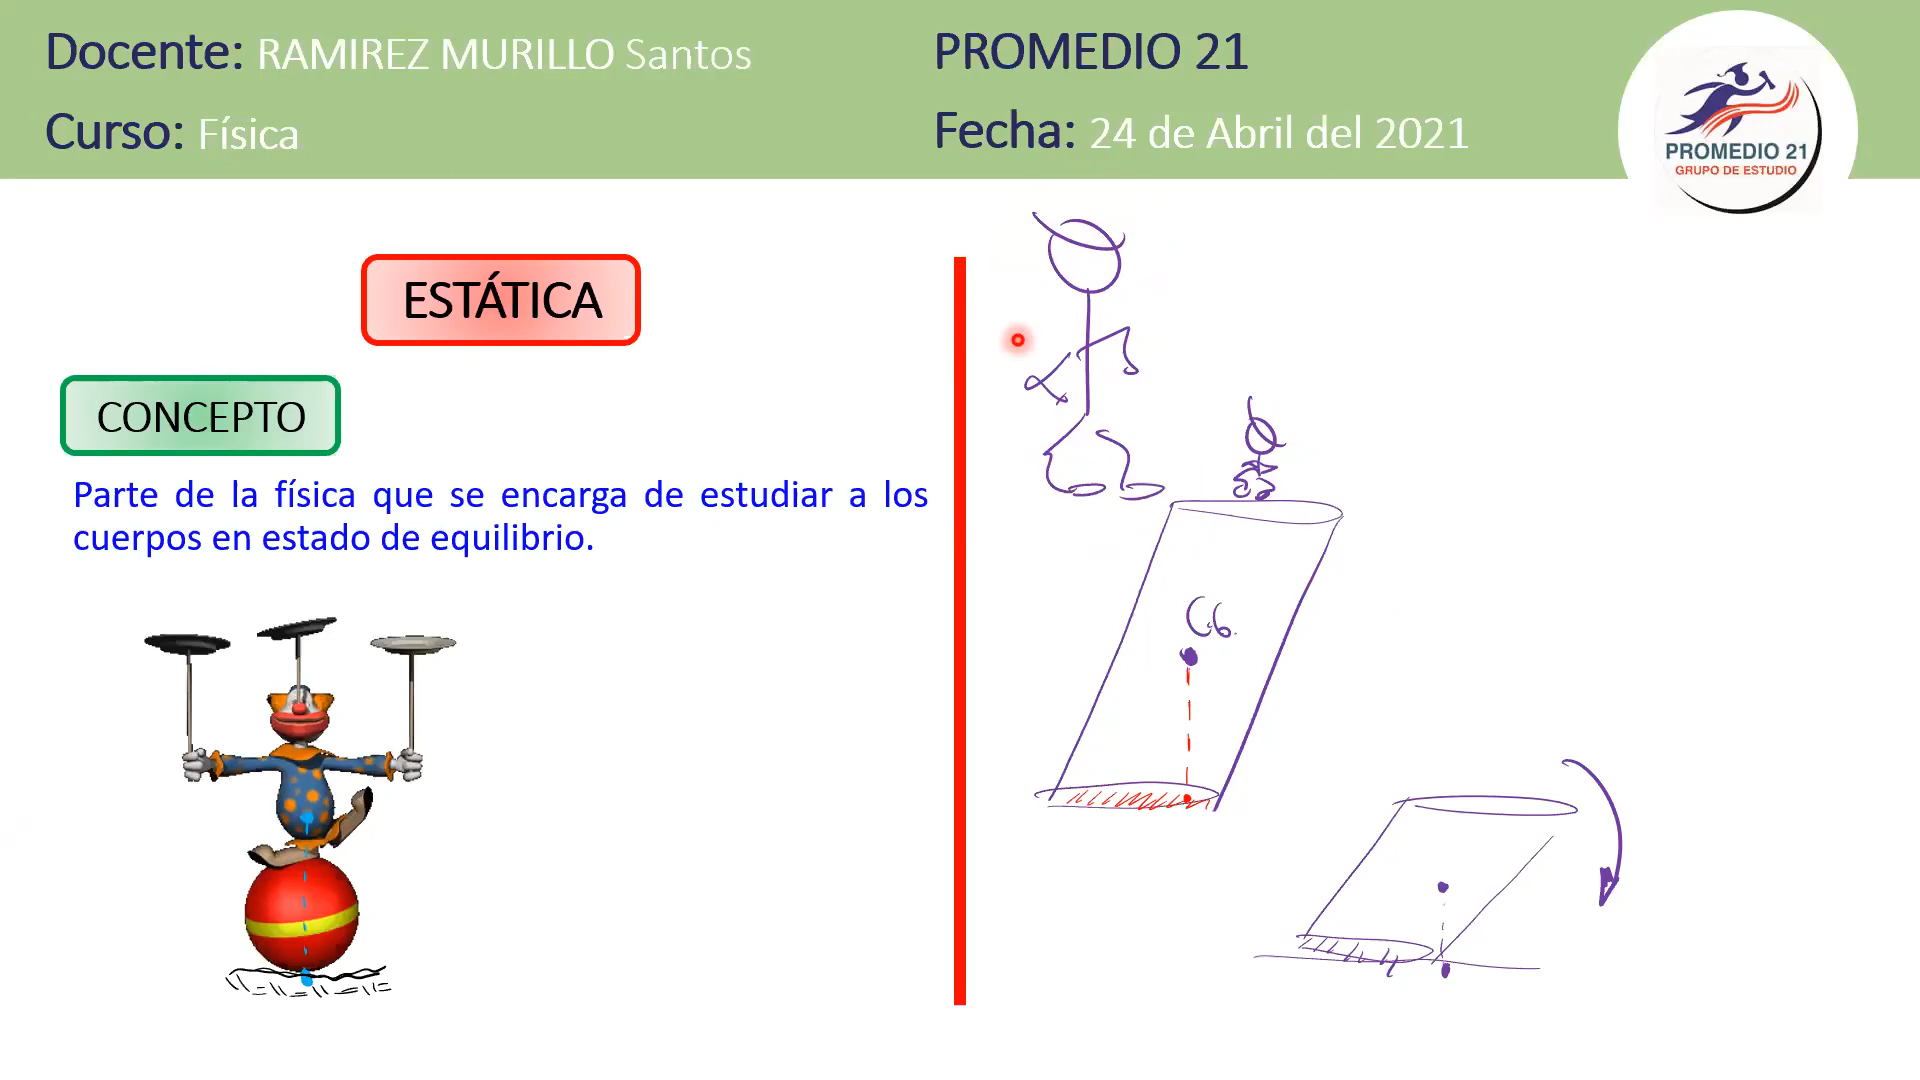 Docente: RAMIREZ MURILLO Santos
PROMEDIO 21
Curso: Física
Fecha: 24 de Abril del 2021
PROMEDIO 21
GRUPO DE ESTUDIO
ESTÁTICA
CONCEPTO
Parte de la física que se encarga de estudiar a los
cuerpos en estado de equilibrio.
C.G.